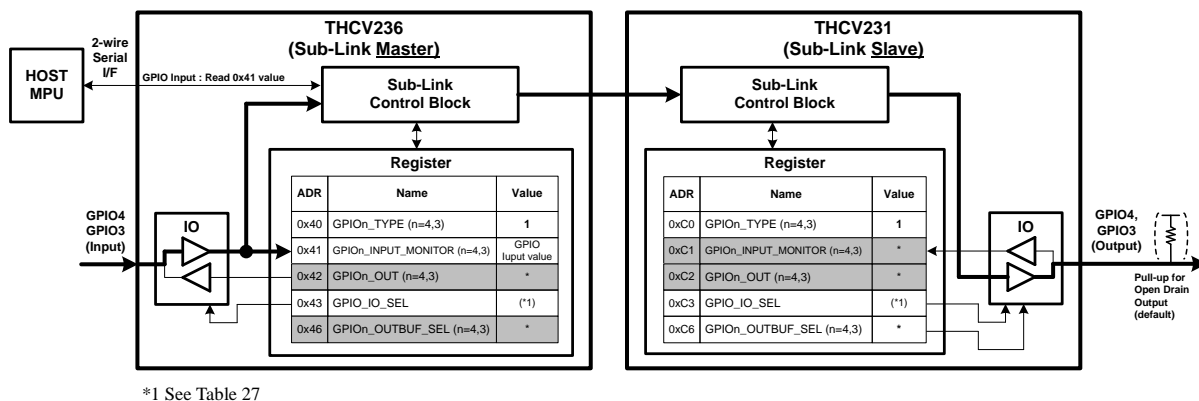 THCV236
(Sub-Link Master)
THCV231
(Sub-Link Slave)
2-wire
Serial
I/F
HOST
MPU
GPIO Input : Read 0x41 value
Sub-Link
Control Block
Sub-Link
Control Block
Register
ADR Name Value
0x40 GPIOn_TYPE (n=4,3) 1
0x41 GPIOn_INPUT_MONITOR (n=4,3) GPIO
Iuput value
0x42 GPIOn_OUT (n=4,3) *
0x43 GPIO_IO_SEL (*1)
0x46 GPIOn_OUTBUF_SEL (n=4,3) *
GPIO4
GPIO3
(Input)
IO
Register
ADR Name Value
0xC0 GPIOn_TYPE (n=4,3) 1
0xC1 GPIOn_INPUT_MONITOR (n=4,3) *
0xC2 GPIOn_OUT (n=4,3) *
0xC3 GPIO_IO_SEL (*1)
0xC6 GPIOn_OUTBUF_SEL (n=4,3) *
IO
GPIO4,
GPIO3
(Output)
Pull-up for
Open Drain
Output
(default)
*1 See Table 27